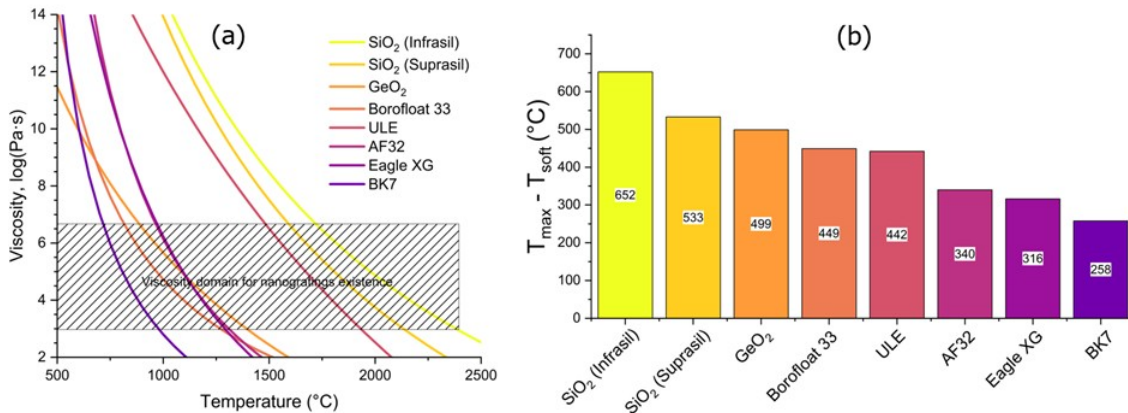 (a)
Viscosity, log(Pa·s)
14
12
10
8
6
4
2
SiO2 (Infrasil)
SiO2 (Suprasil)
GeO2
Borofloat 33
ULE
AF32
Eagle XG
BK7
Viscosity domain for nanogratings existence
500
1000
1500
2000
2500
Temperature (°C)
(b)
Tmax - Tsoft (°C)
700
600
500
400
300
200
100
0
652
533
499
449
442
340
316
258
SiO2 (Infrasil)
SiO2 (Suprasil)
GeO2
Borofloat 33
ULE
AF32
Eagle XG
BK7